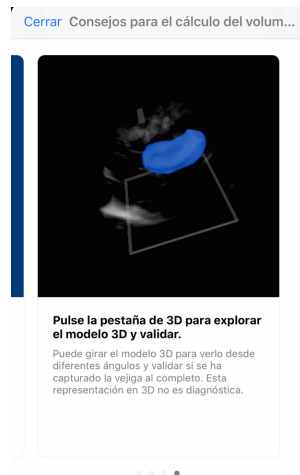 Cerrar Consejos para el cálculo del volum...
Pulse la pestaña de 3D para explorar
el modelo 3D y validar.
Puede girar el modelo 3D para verlo desde
diferentes ángulos y validar si se ha
capturado la vejiga al completo. Esta
representación en 3D no es diagnóstica.